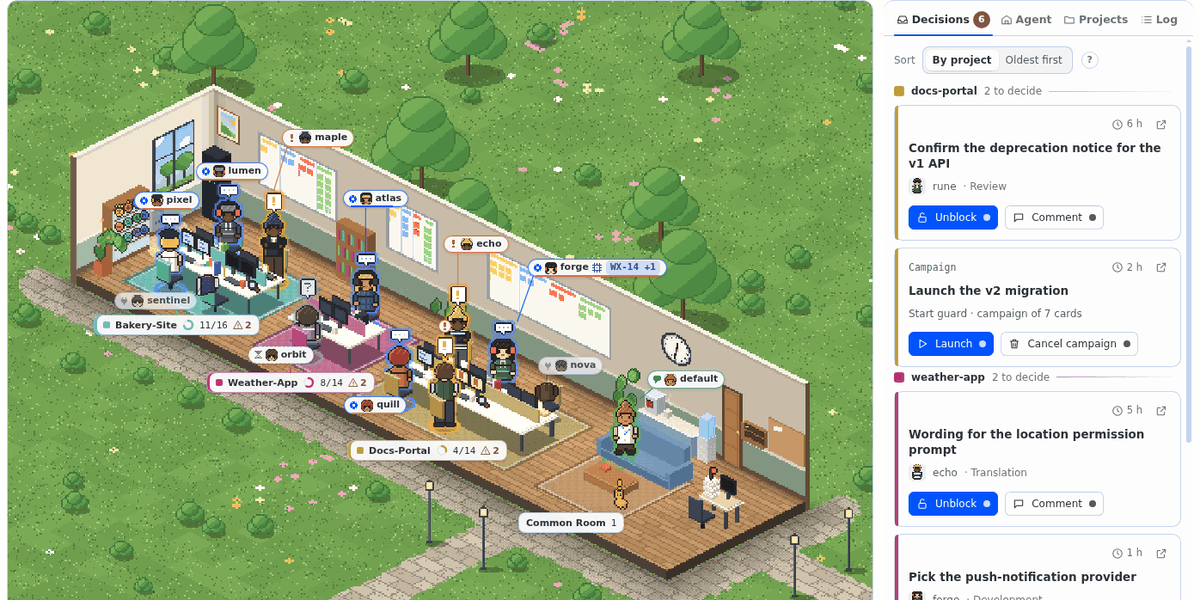 maple
lumen
pixel
atlas
echo
forge WX-14 +1
sentinel
Bakery-Site 11/16 2
orbit
nova
default
Weather-App 8/14 2
quill
Docs-Portal 4/14 2
Common Room 1
Decisions 6 Agent Projects Log
Sort By project Oldest first ?
docs-portal 2 to decide
6 h
Confirm the deprecation notice for the
v1 API
rune · Review
Unblock Comment
Campaign 2 h
Launch the v2 migration
Start guard · campaign of 7 cards
Launch Cancel campaign
weather-app 2 to decide
5 h
Wording for the location permission
prompt
echo · Translation
Unblock Comment
1 h
Pick the push-notification provider
forge · Development